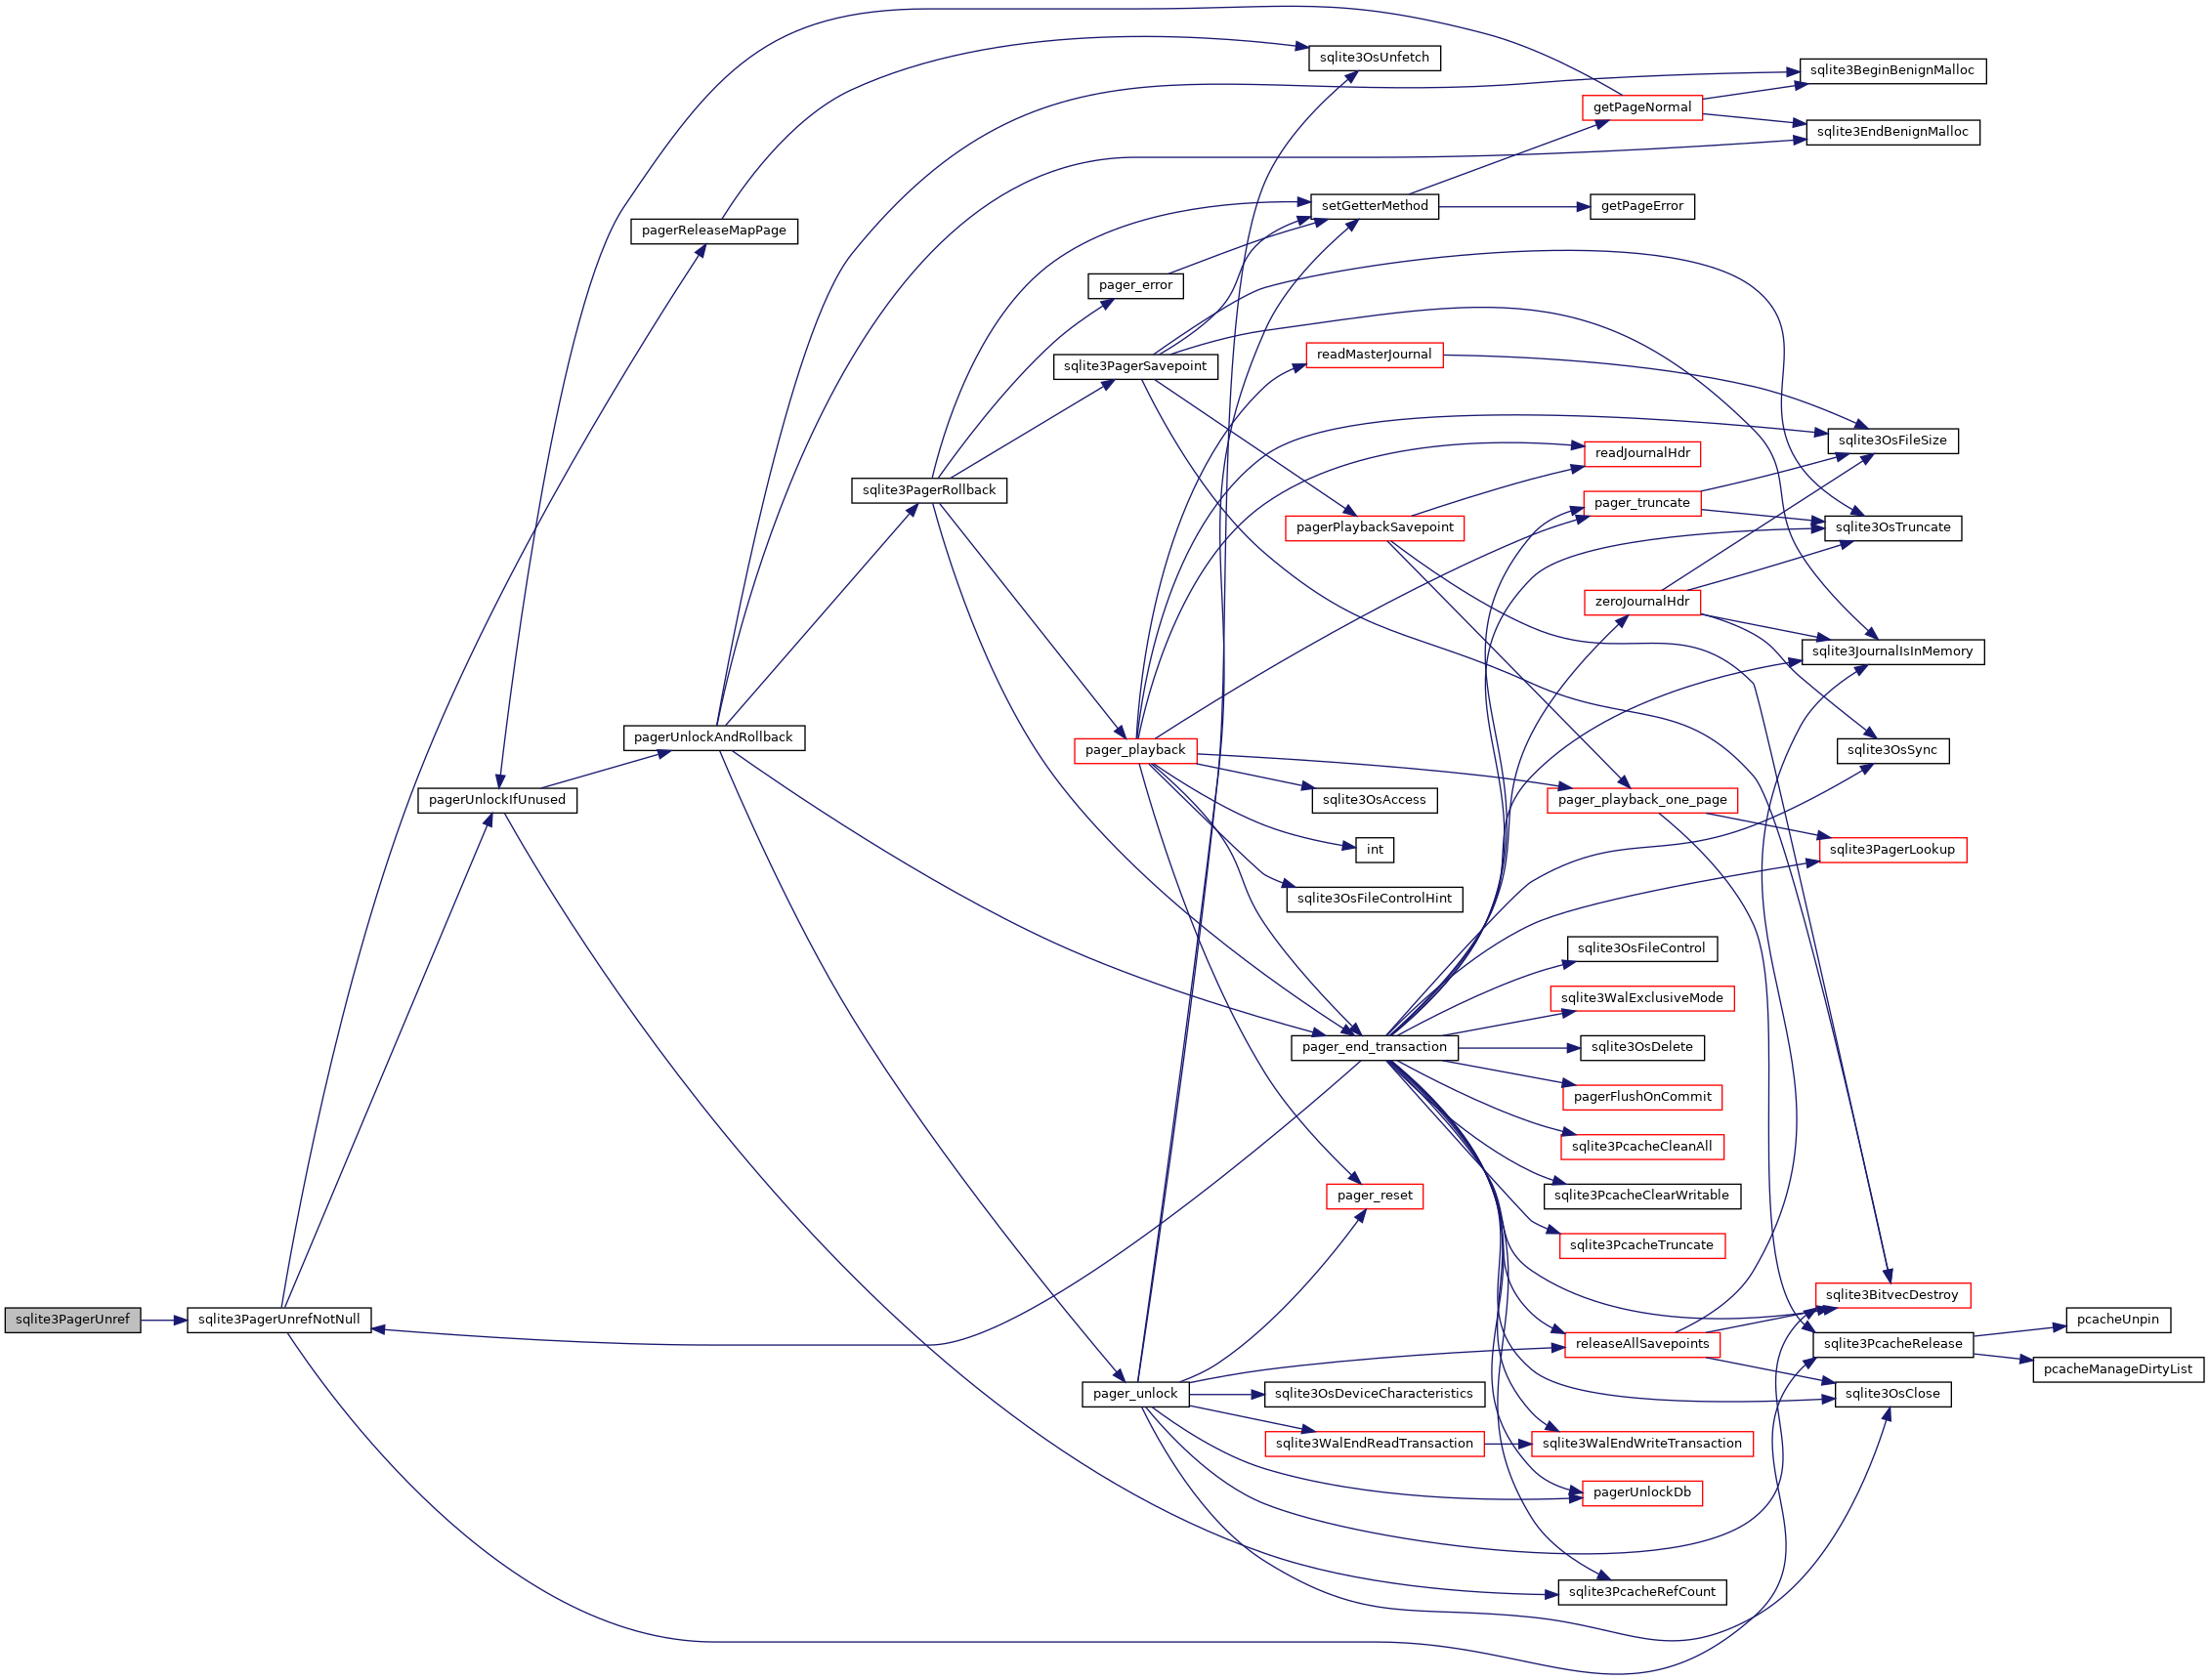 sqlite3OsUnfetch
sqlite3BeginBenignMalloc
getPageNormal
sqlite3EndBenignMalloc
setGetterMethod
getPageError
pagerReleaseMapPage
pager_error
readMasterJournal
sqlite3PagerSavepoint
sqlite3OsFileSize
readJournalHdr
sqlite3PagerRollback
pager_truncate
pagerPlaybackSavepoint
sqlite3OsTruncate
zeroJournalHdr
sqlite3JournalIsInMemory
pagerUnlockAndRollback
pager_playback
sqlite3OsSync
pagerUnlockIfUnused
sqlite3OsAccess
pager_playback_one_page
int
sqlite3PagerLookup
sqlite3OsFileControlHint
sqlite3OsFileControl
sqlite3WalExclusiveMode
pager_end_transaction
sqlite3OsDelete
pagerFlushOnCommit
sqlite3PcacheCleanAll
pager_reset
sqlite3PcacheClearWritable
sqlite3PcacheTruncate
sqlite3BitvecDestroy
sqlite3PagerUnref
sqlite3PagerUnrefNotNull
pcacheUnpin
releaseAllSavepoints
sqlite3PcacheRelease
pcacheManageDirtyList
pager_unlock
sqlite3OsDeviceCharacteristics
sqlite3OsClose
sqlite3WalEndReadTransaction
sqlite3WalEndWriteTransaction
pagerUnlockDb
sqlite3PcacheRefCount